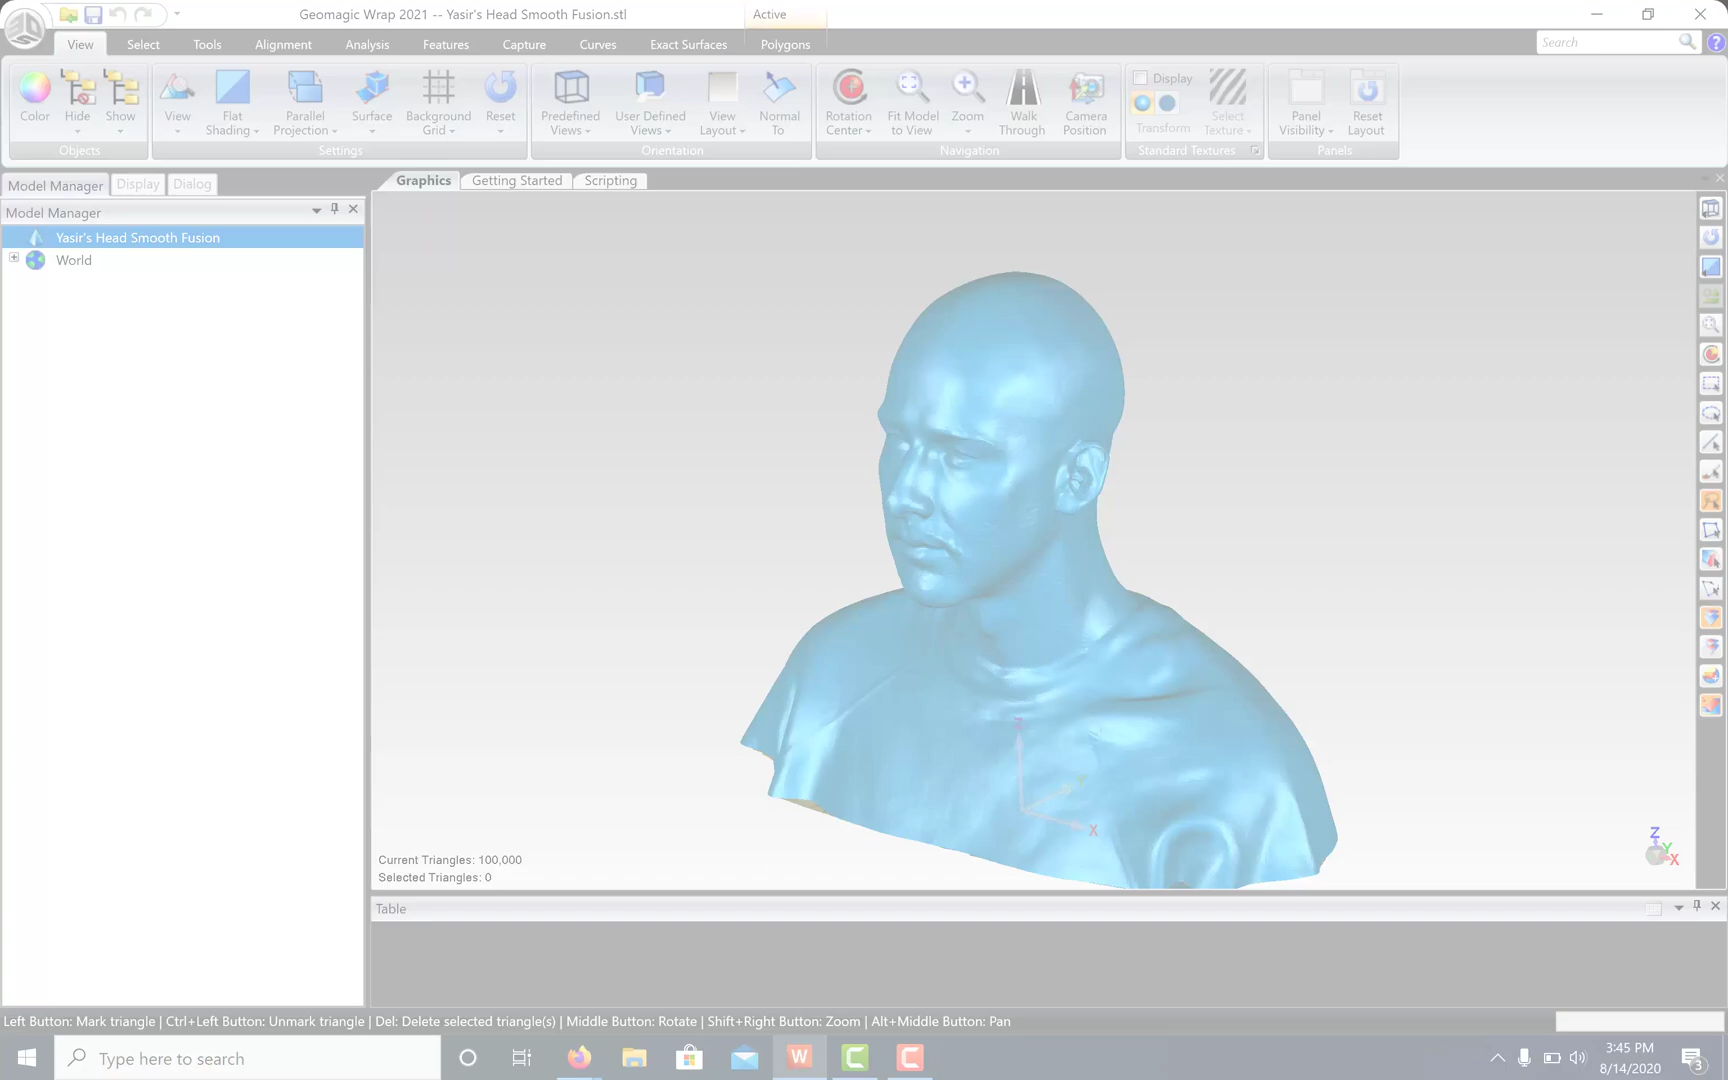 Geomagic Wrap 2021 -- Yasir's Head Smooth Fusion.stl
Active
View Select Tools Alignment Analysis Features Capture Curves Exact Surfaces Polygons
Search
Color Hide Show
Objects
View Flat Shading Parallel Projection Surface Background Grid Reset
Settings
Predefined Views User Defined Views View Layout Normal To
Orientation
Rotation Center Fit Model to View Zoom Walk Through Camera Position
Navigation
Display
Transform
Select Texture
Standard Textures
Panel Visibility Reset Layout
Panels
Model Manager Display Dialog
Graphics Getting Started Scripting
Model Manager
Yasir's Head Smooth Fusion
World
Z
X
Z
Y
X
Current Triangles: 100,000
Selected Triangles: 0
Table
Left Button: Mark triangle | Ctrl+Left Button: Unmark triangle | Del: Delete selected triangle(s) | Middle Button: Rotate | Shift+Right Button: Zoom | Alt+Middle Button: Pan
Type here to search
W
C
C
3:45 PM
8/14/2020
3